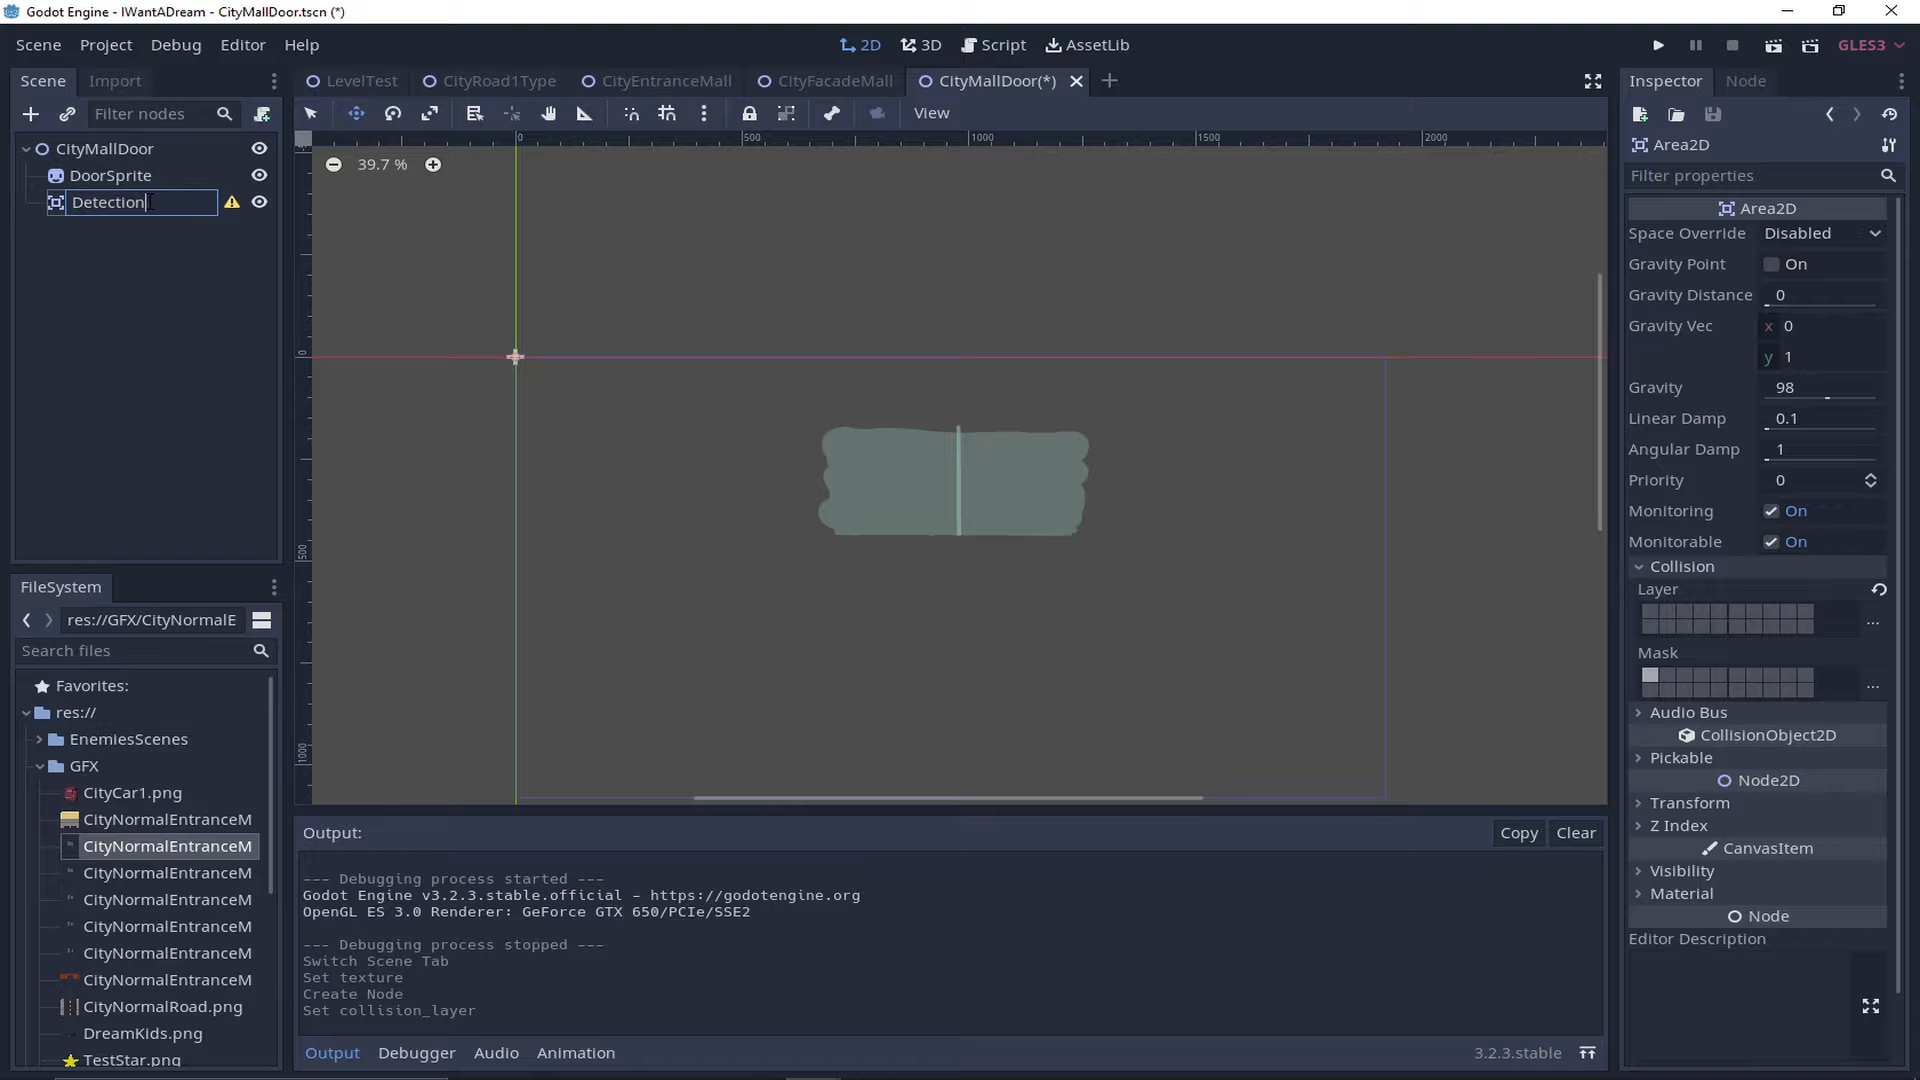 Godot Engine - IWantADream - CityMallDoor.tscn (*)
Scene Project Debug Editor Help
2D 3D Script AssetLib
GLES3
Scene Import
LevelTest CityRoad1Type CityEntranceMall CityFacadeMall CityMallDoor(*)
Inspector Node
Filter nodes
View
CityMallDoor
DoorSprite
Detection
0 500 1000 1500 2000
39.7 %
0
500
1000
Area2D
Filter properties
Area2D
Space Override Disabled
Gravity Point On
Gravity Distance 0
Gravity Vec x 0
y 1
Gravity 98
Linear Damp 0.1
Angular Damp 1
Priority 0
Monitoring On
Monitorable On
Collision
Layer
...
Mask
...
Audio Bus
CollisionObject2D
Pickable
Node2D
Transform
Z Index
CanvasItem
Visibility
Material
Node
Editor Description
FileSystem
res://GFX/CityNormalE
Search files
Favorites:
res://
EnemiesScenes
GFX
CityCar1.png
CityNormalEntranceM
CityNormalEntranceM
CityNormalEntranceM
CityNormalEntranceM
CityNormalEntranceM
CityNormalEntranceM
CityNormalEntranceM
CityNormalRoad.png
DreamKids.png
TestStar.png
Output:
Copy Clear
--- Debugging process started ---
Godot Engine v3.2.3.stable.official - https://godotengine.org
OpenGL ES 3.0 Renderer: GeForce GTX 650/PCIe/SSE2
--- Debugging process stopped ---
Switch Scene Tab
Set texture
Create Node
Set collision_layer
Output Debugger Audio Animation
3.2.3.stable